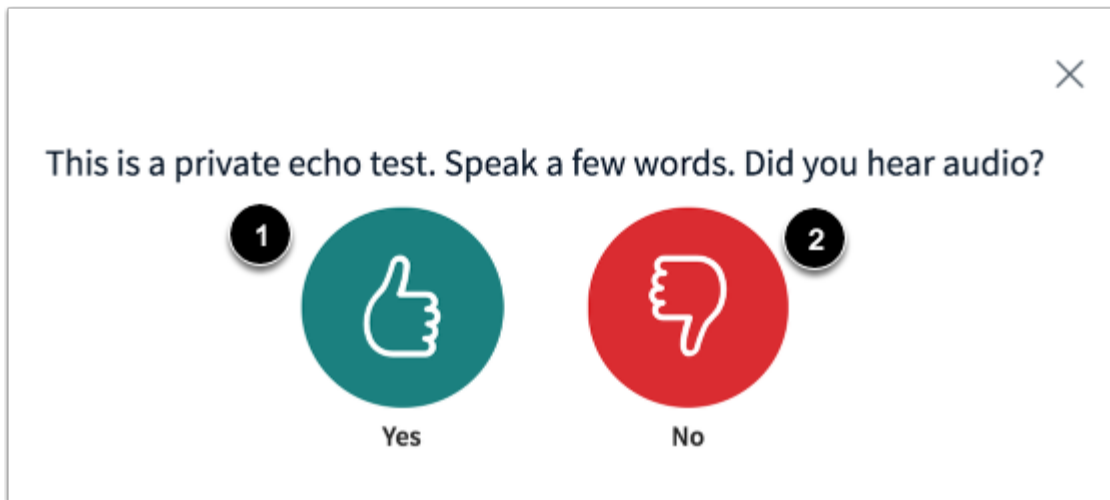 This is a private echo test. Speak a few words. Did you hear audio?
1
2
Yes
No